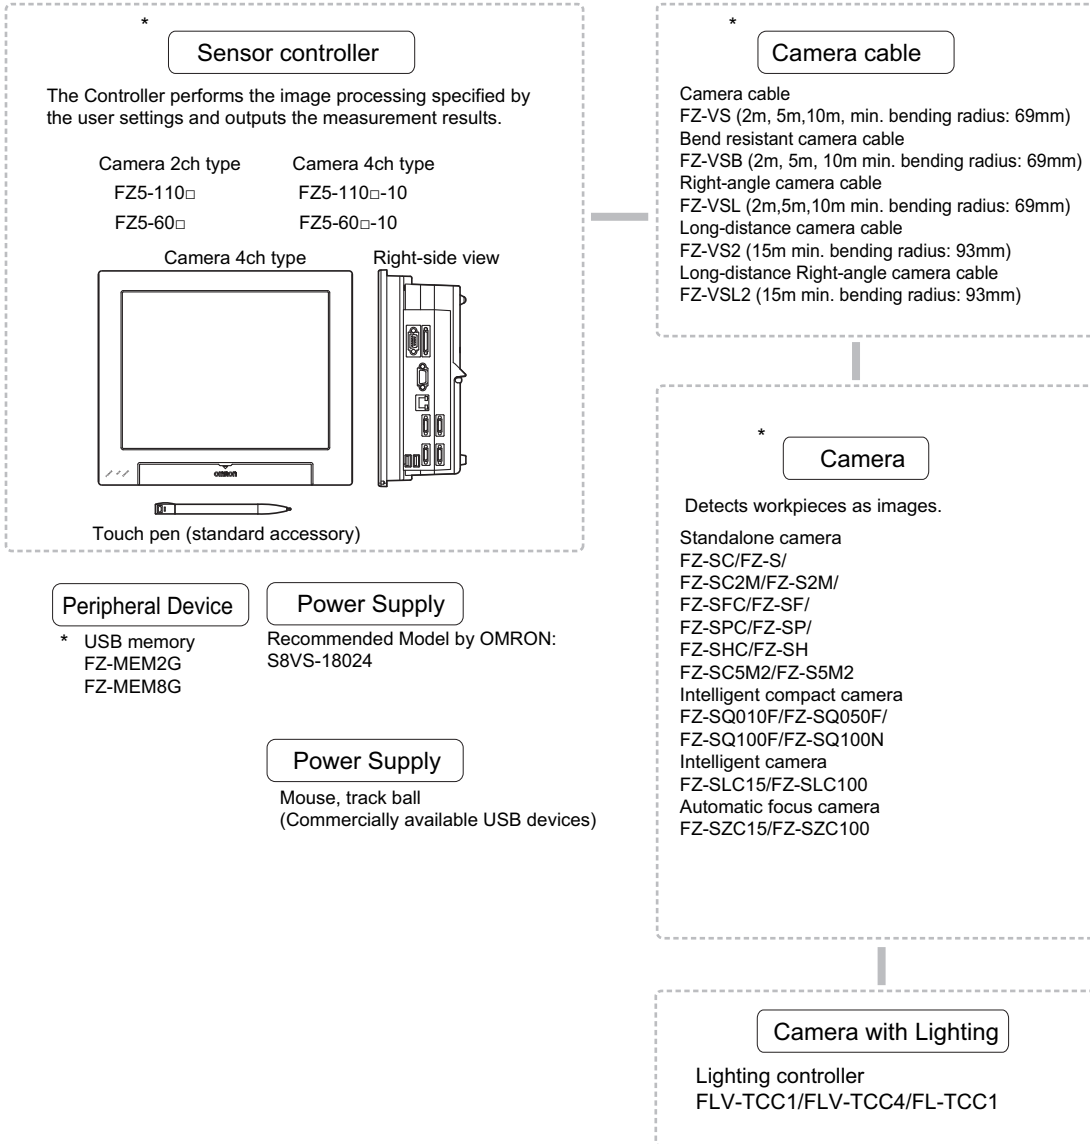 *
Sensor controller
The Controller performs the image processing specified by
the user settings and outputs the measurement results.
Camera 2ch type Camera 4ch type
FZ5-110□ FZ5-110□-10
FZ5-60□ FZ5-60□-10
Camera 4ch type Right-side view
OMRON
Touch pen (standard accessory)
Peripheral Device
* USB memory
FZ-MEM2G
FZ-MEM8G
Power Supply
Recommended Model by OMRON:
S8VS-18024
Power Supply
Mouse, track ball
(Commercially available USB devices)
*
Camera cable
Camera cable
FZ-VS (2m, 5m,10m, min. bending radius: 69mm)
Bend resistant camera cable
FZ-VSB (2m, 5m, 10m min. bending radius: 69mm)
Right-angle camera cable
FZ-VSL (2m,5m,10m min. bending radius: 69mm)
Long-distance camera cable
FZ-VS2 (15m min. bending radius: 93mm)
Long-distance Right-angle camera cable
FZ-VSL2 (15m min. bending radius: 93mm)
*
Camera
Detects workpieces as images.
Standalone camera
FZ-SC/FZ-S/
FZ-SC2M/FZ-S2M/
FZ-SFC/FZ-SF/
FZ-SPC/FZ-SP/
FZ-SHC/FZ-SH
FZ-SC5M2/FZ-S5M2
Intelligent compact camera
FZ-SQ010F/FZ-SQ050F/
FZ-SQ100F/FZ-SQ100N
Intelligent camera
FZ-SLC15/FZ-SLC100
Automatic focus camera
FZ-SZC15/FZ-SZC100
Camera with Lighting
Lighting controller
FLV-TCC1/FLV-TCC4/FL-TCC1